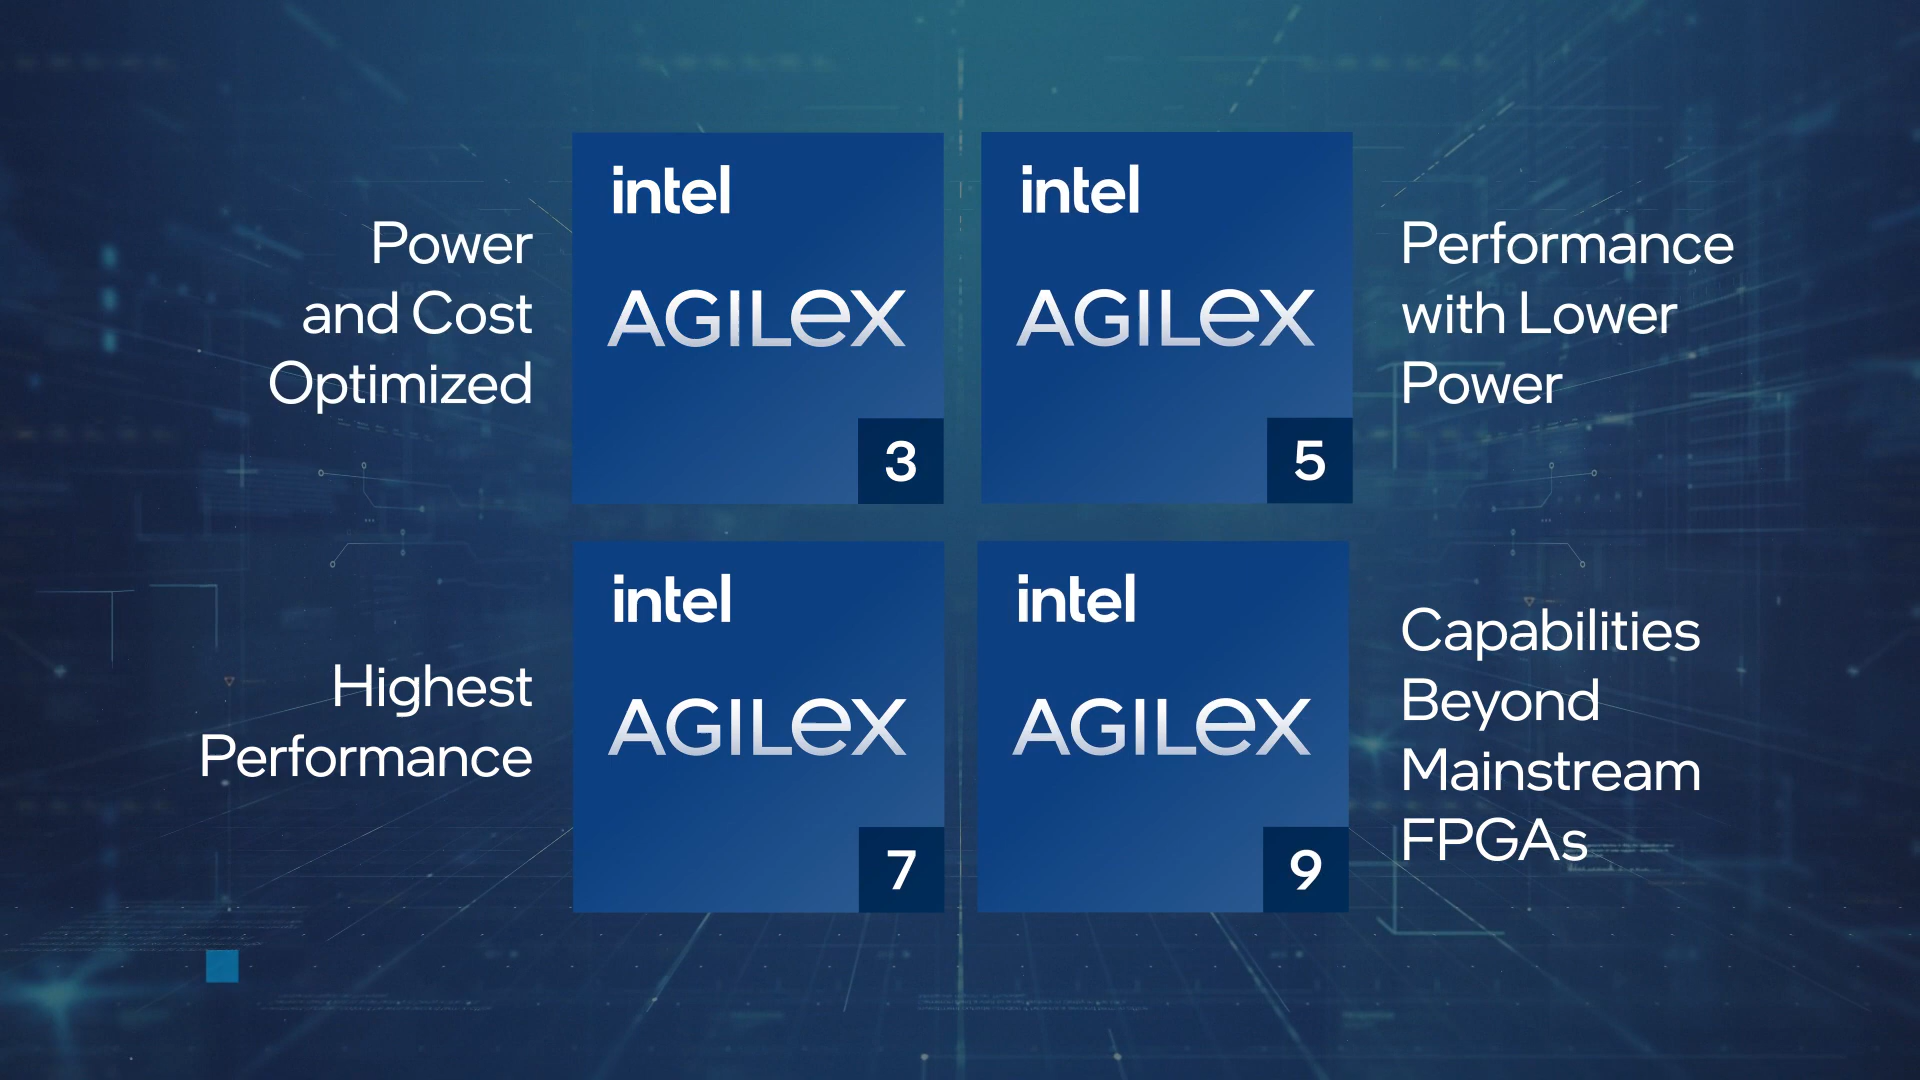 Power
and Cost
Optimized
intel
AGILEX
3
intel
AGILEX
5
Performance
with Lower
Power
Highest
Performance
intel
AGILEX
7
intel
AGILEX
9
Capabilities
Beyond
Mainstream
FPGAs